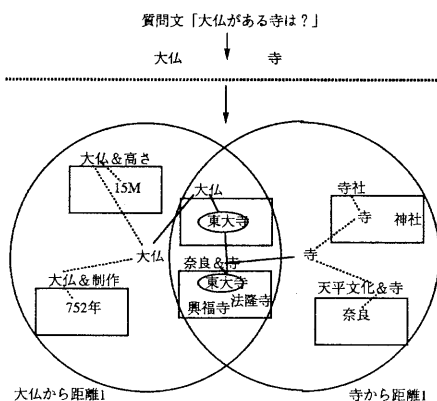 質問文「大仏がある寺は？」
大仏 寺
大仏＆高さ
15M
大仏
東大寺
寺社
寺
神社
大仏
奈良＆寺
寺
大仏＆制作
東大寺
天平文化＆寺
752年
興福寺
法隆寺
奈良
大仏から距離1
寺から距離1